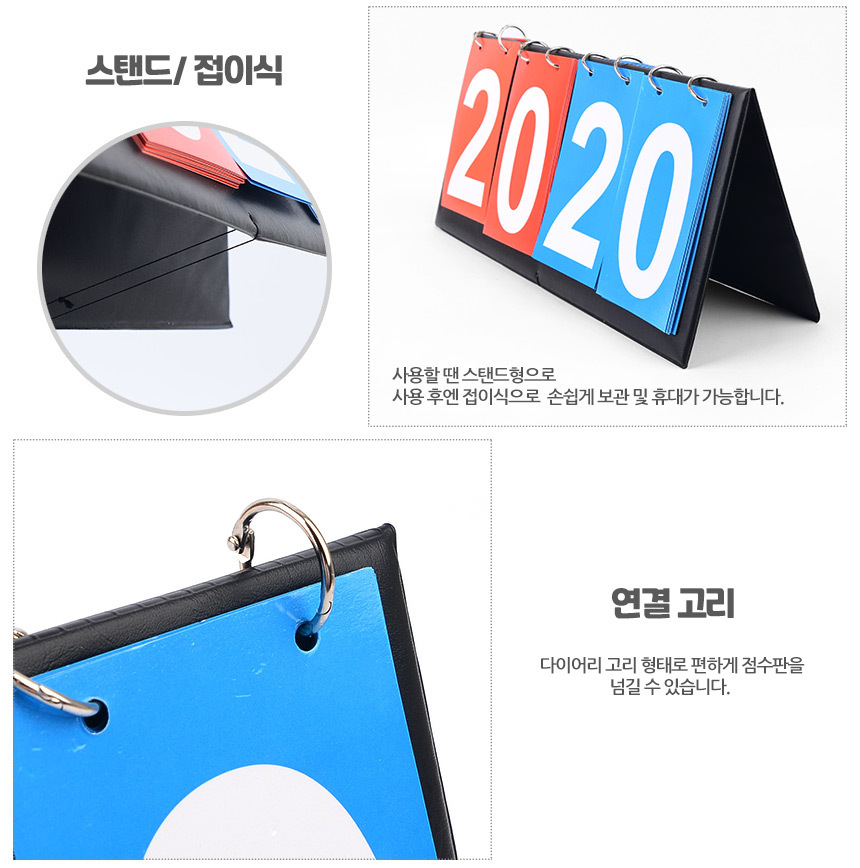 스탠드/ 접이식
20 20
사용할 땐 스탠드형으로
사용 후엔 접이식으로 손쉽게 보관 및 휴대가 가능합니다.
연결 고리
다이어리 고리 형태로 편하게 점수판을
넘길 수 있습니다.